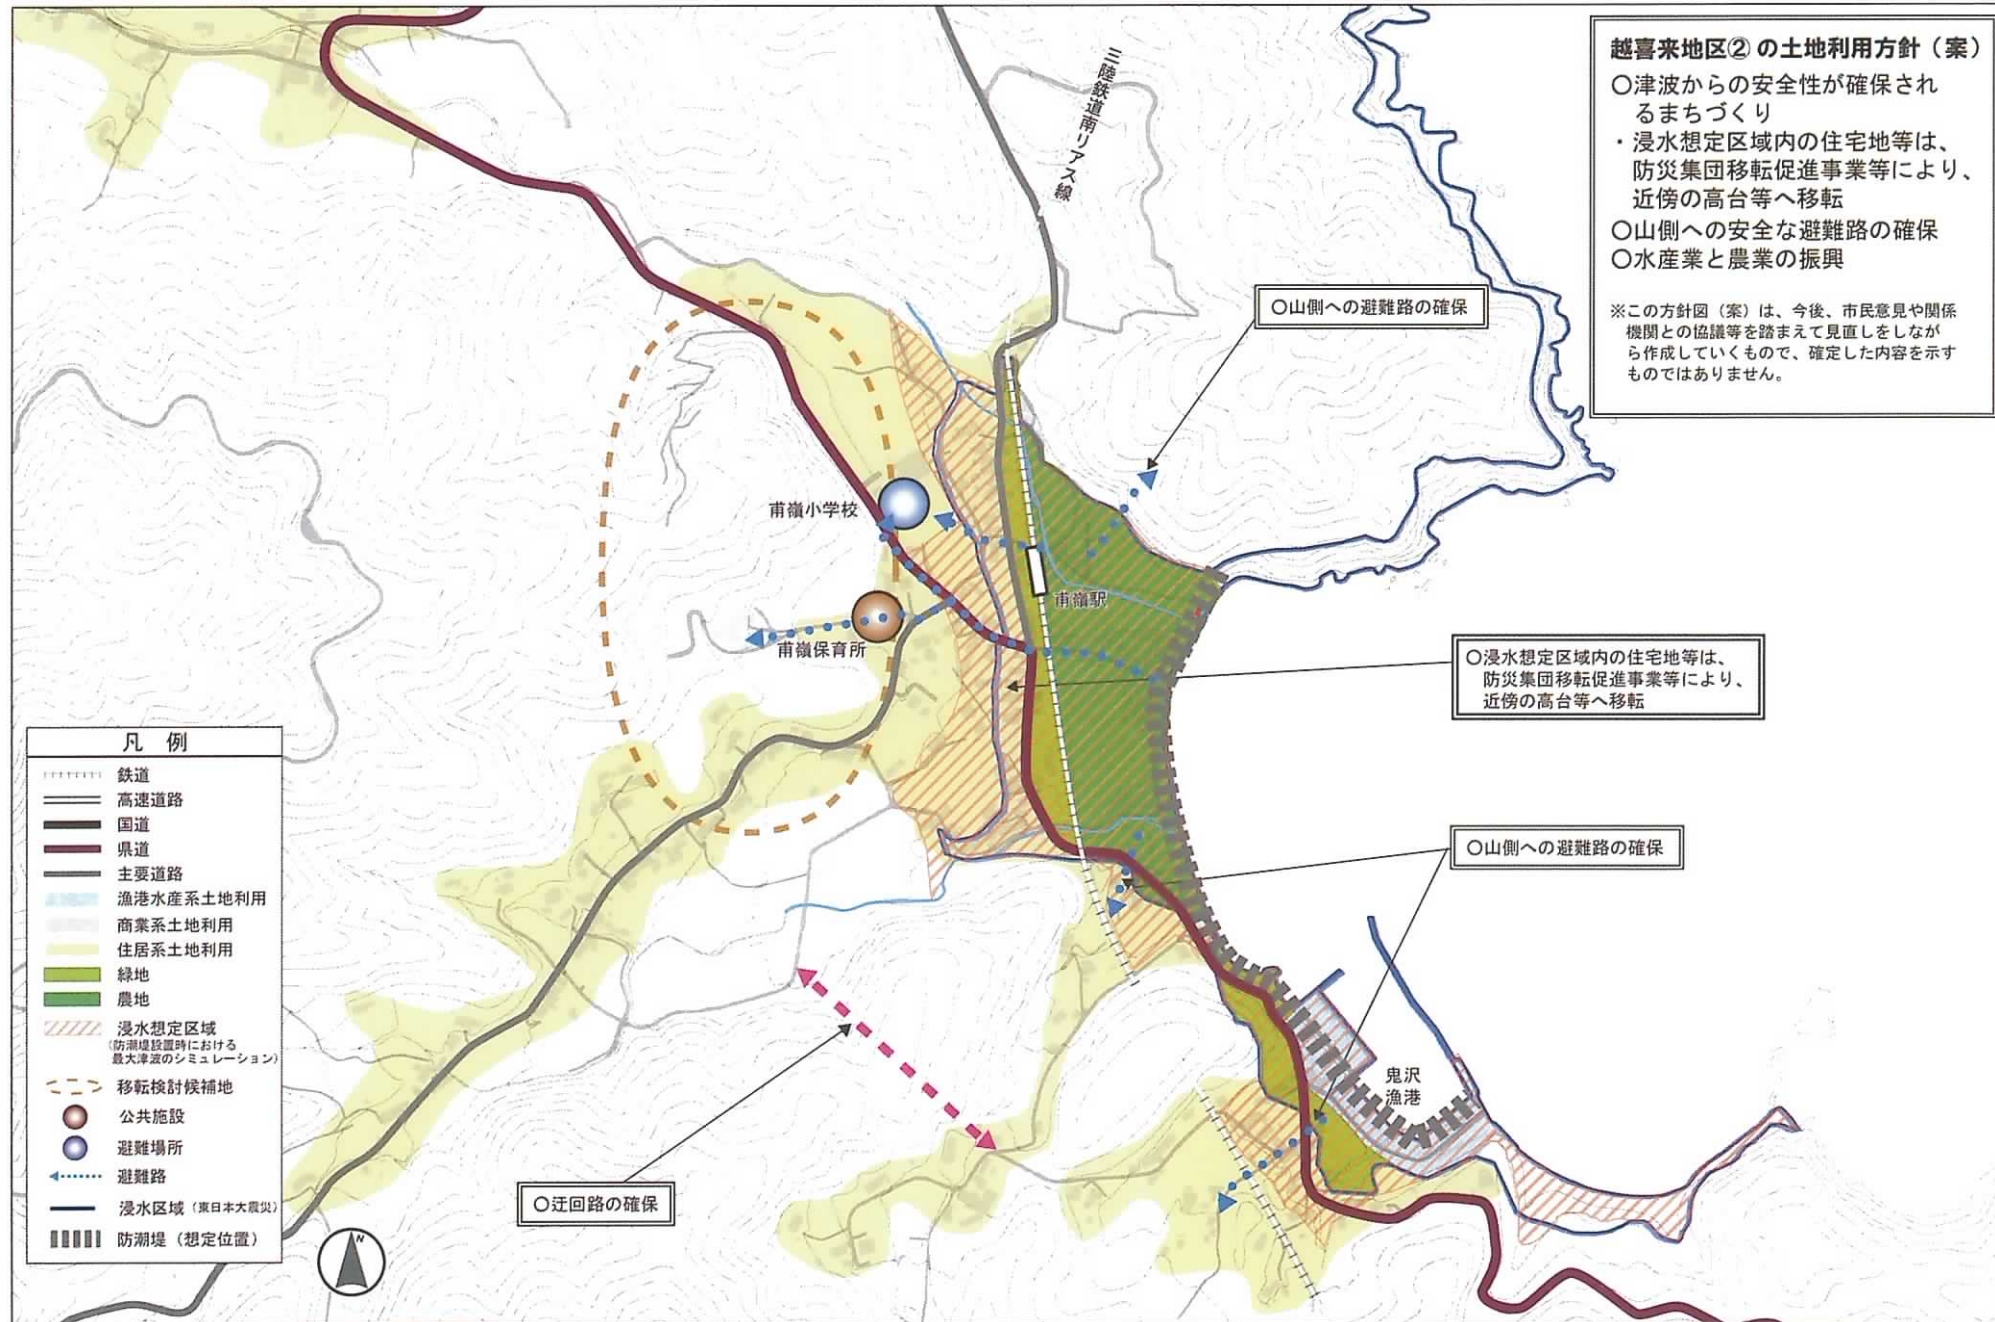 越喜来地区②の土地利用方針(案)
○津波からの安全性が確保され
るまちづくり
・浸水想定区域内の住宅地等は、
防災集団移転促進事業等により、
近傍の高台等へ移転
○山側への安全な避難路の確保
○水産業と農業の振興
※この方針図(案)は、今後、市民意見や関係
機関との協議等を踏まえて見直しをしなが
ら作成していくもので、確定した内容を示す
ものではありません。
三陸鉄道南リアス線
○山側への避難路の確保
甫嶺小学校
甫嶺駅
甫嶺保育所
○浸水想定区域内の住宅地等は、
防災集団移転促進事業等により、
近傍の高台等へ移転
○山側への避難路の確保
鬼沢
漁港
○迂回路の確保
凡 例
鉄道
高速道路
国道
県道
主要道路
漁港水産系土地利用
商業系土地利用
住居系土地利用
緑地
農地
浸水想定区域
(防潮堤設置時における
最大津波のシミュレーション)
移転検討候補地
公共施設
避難場所
避難路
浸水区域(東日本大震災)
防潮堤(想定位置)
N